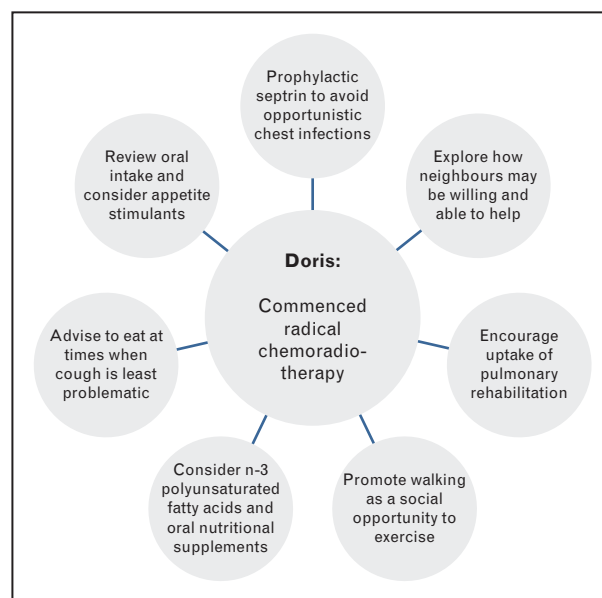 Prophylactic
septrin to avoid
opportunistic
chest infections
Review oral
intake and
consider appetite
stimulants
Explore how
neighbours may
be willing and
able to help
Doris:
Commenced
radical
chemoradio-
therapy
Advise to eat at
times when
cough is least
problematic
Encourage
uptake of
pulmonary
rehabilitation
Consider n-3
polyunsaturated
fatty acids and
oral nutritional
supplements
Promote walking
as a social
opportunity to
exercise